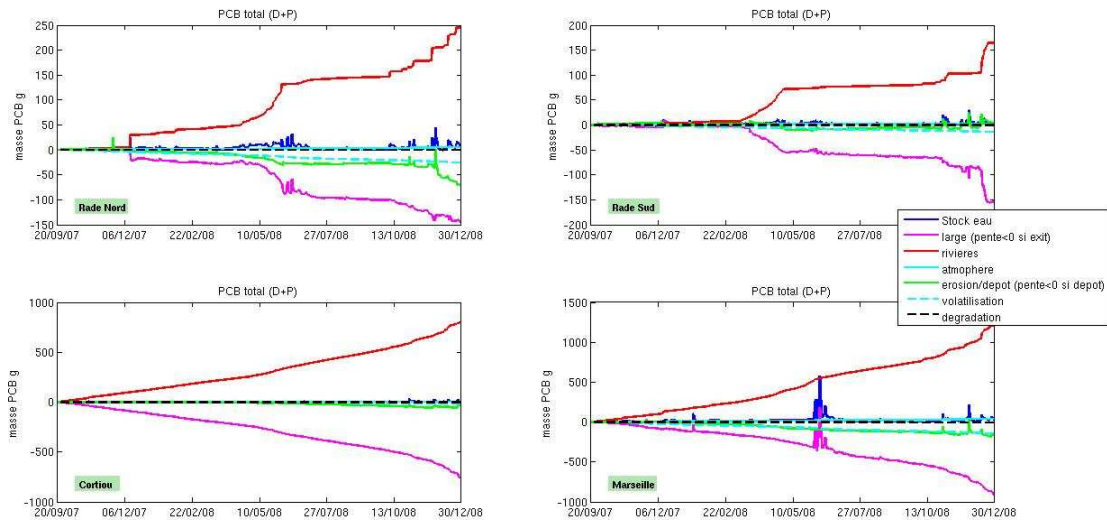 PCB total (D+P)
masse PCB g
250
200
150
100
50
0
-50
-100
-150
Rade Nord
20/09/07 06/12/07 22/02/08 10/05/08 27/07/08 13/10/08 30/12/08
PCB total (D+P)
masse PCB g
200
150
100
50
0
-50
-100
-150
-200
Rade Sud
20/09/07 06/12/07 22/02/08 10/05/08 27/07/08
Stock eau
large (pente<0 si exit)
rivieres
atmophere
erosion/depot (pente<0 si depot)
volatilisation
degradation
PCB total (D+P)
masse PCB g
1000
500
0
-500
-1000
Cortiou
20/09/07 06/12/07 22/02/08 10/05/08 27/07/08 13/10/08 30/12/08
PCB total (D+P)
masse PCB g
1500
1000
500
0
-500
-1000
Marseille
20/09/07 06/12/07 22/02/08 10/05/08 27/07/08 13/10/08 30/12/08